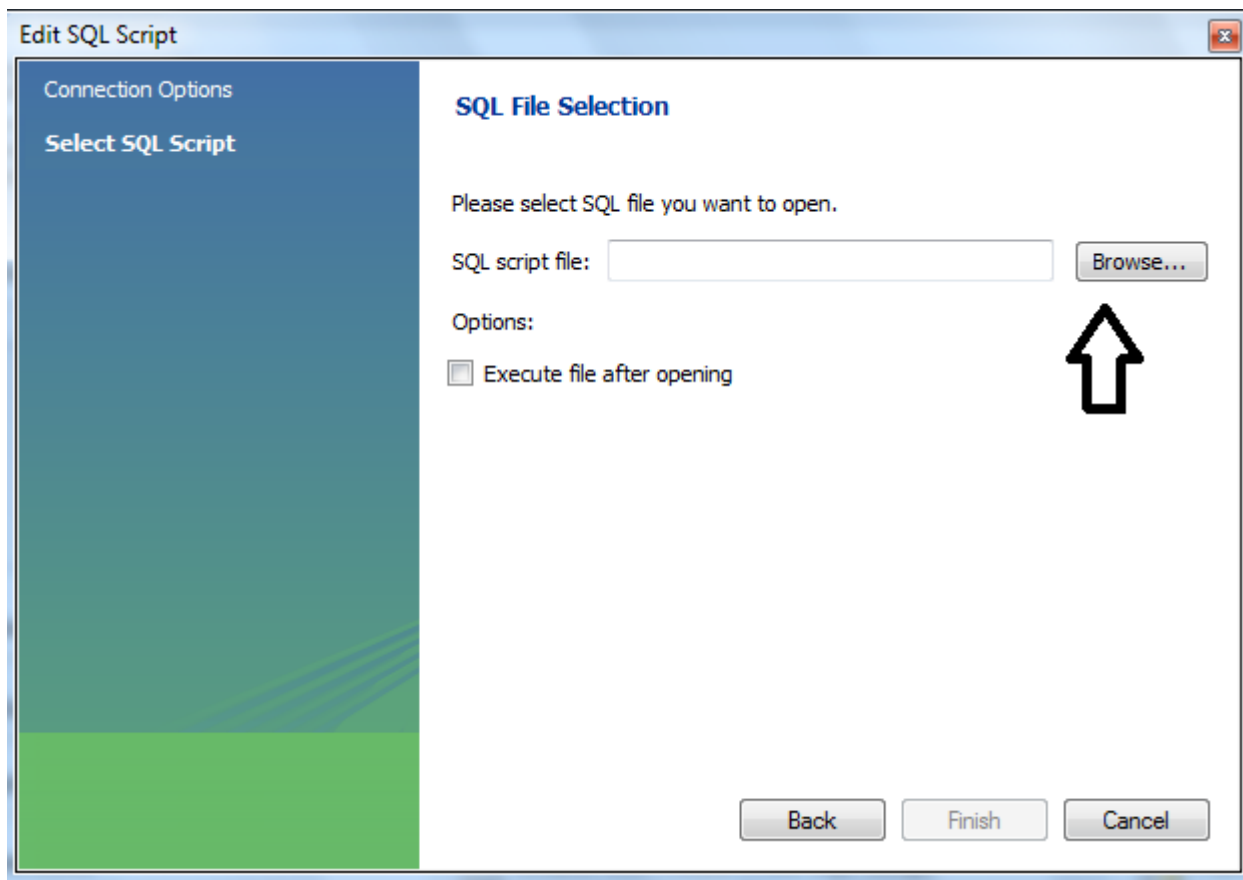 Edit SQL Script
Connection Options
Select SQL Script
SQL File Selection
Please select SQL file you want to open.
SQL script file:
Browse...
Options:
Execute file after opening
Back
Finish
Cancel